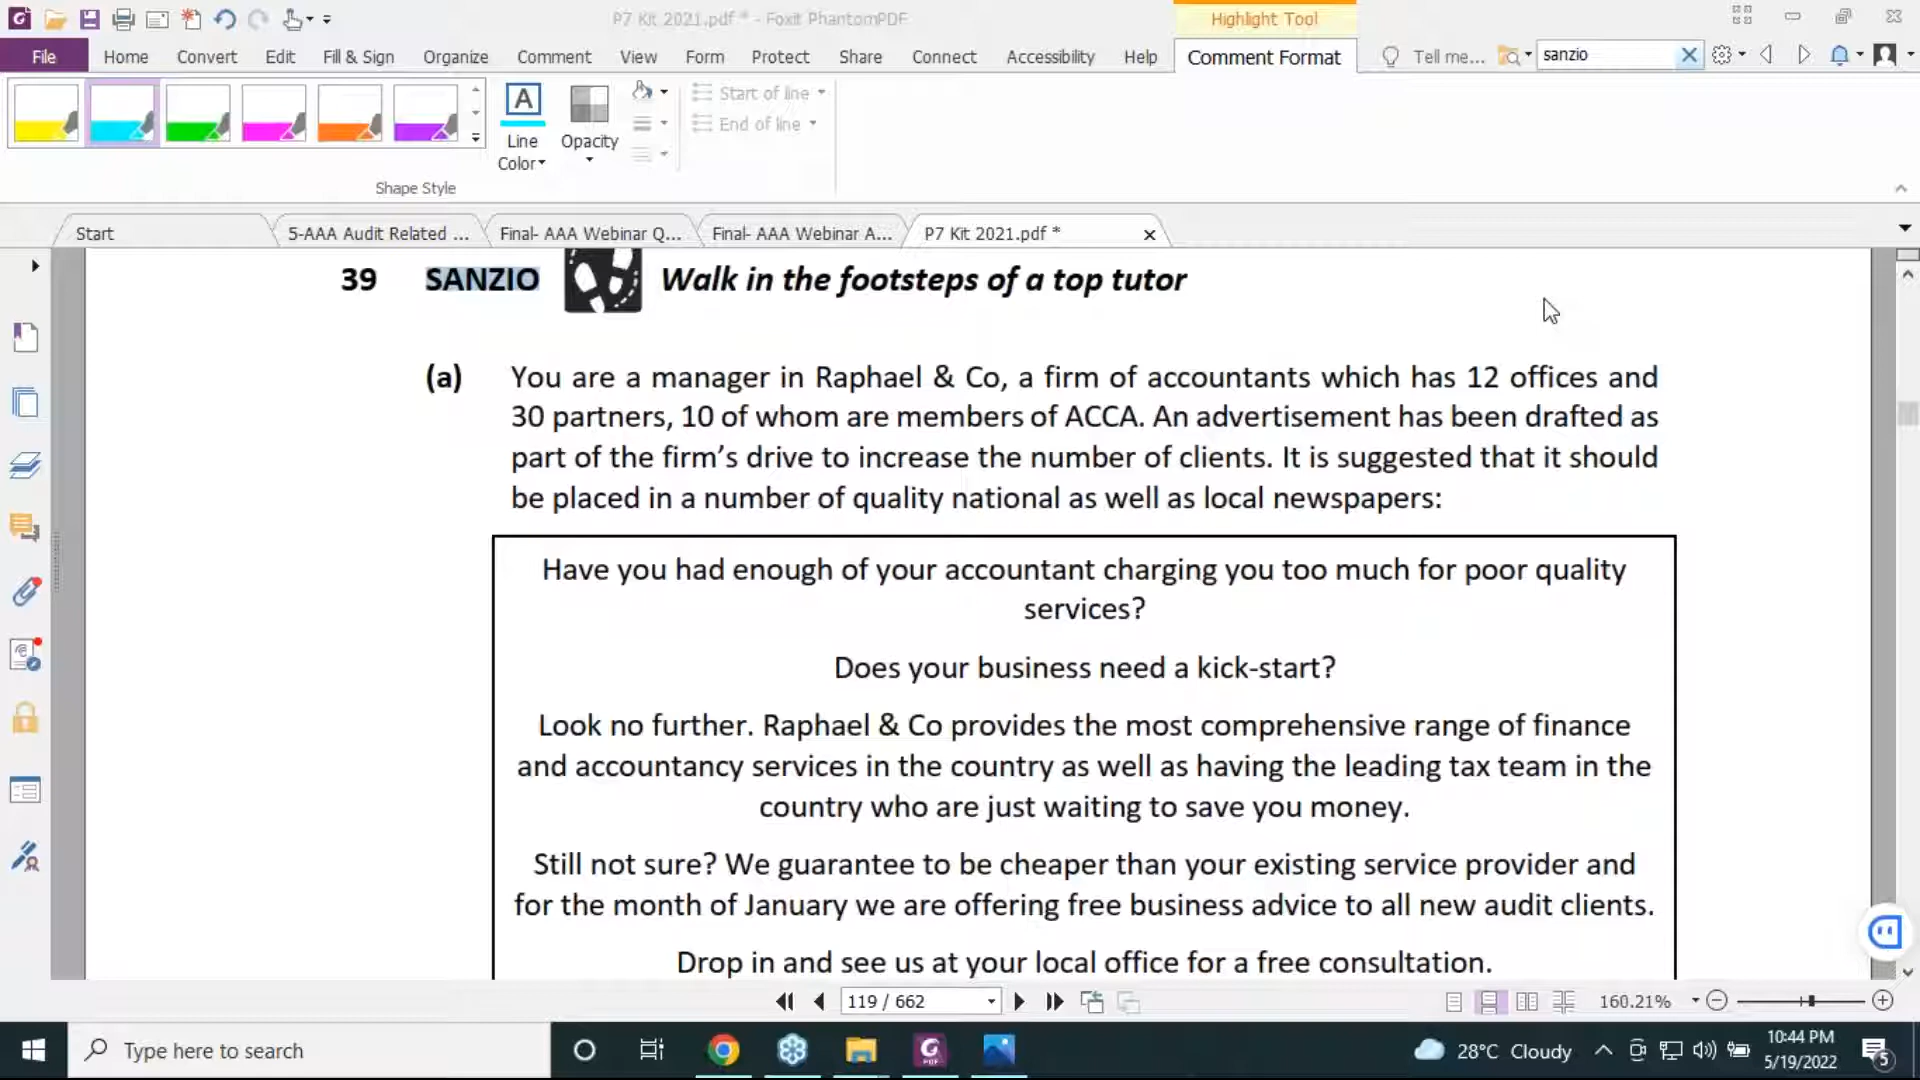 P7 Kit 2021.pdf * - Foxit PhantomPDF
Highlight Tool
File
Home
Convert
Edit
Fill & Sign
Organize
Comment
View
Form
Protect
Share
Connect
Accessibility
Help
Comment Format
Tell me...
sanzio
Line
Color
Opacity
Start of line
End of line
Shape Style
Start
5-AAA Audit Related ...
Final- AAA Webinar Q...
Final- AAA Webinar A...
P7 Kit 2021.pdf *
39 SANZIO Walk in the footsteps of a top tutor
(a) You are a manager in Raphael & Co, a firm of accountants which has 12 offices and
30 partners, 10 of whom are members of ACCA. An advertisement has been drafted as
part of the firm's drive to increase the number of clients. It is suggested that it should
be placed in a number of quality national as well as local newspapers:
Have you had enough of your accountant charging you too much for poor quality
services?
Does your business need a kick-start?
Look no further. Raphael & Co provides the most comprehensive range of finance
and accountancy services in the country as well as having the leading tax team in the
country who are just waiting to save you money.
Still not sure? We guarantee to be cheaper than your existing service provider and
for the month of January we are offering free business advice to all new audit clients.
Drop in and see us at your local office for a free consultation.
119 / 662
160.21%
Type here to search
28°C Cloudy
10:44 PM
5/19/2022
5